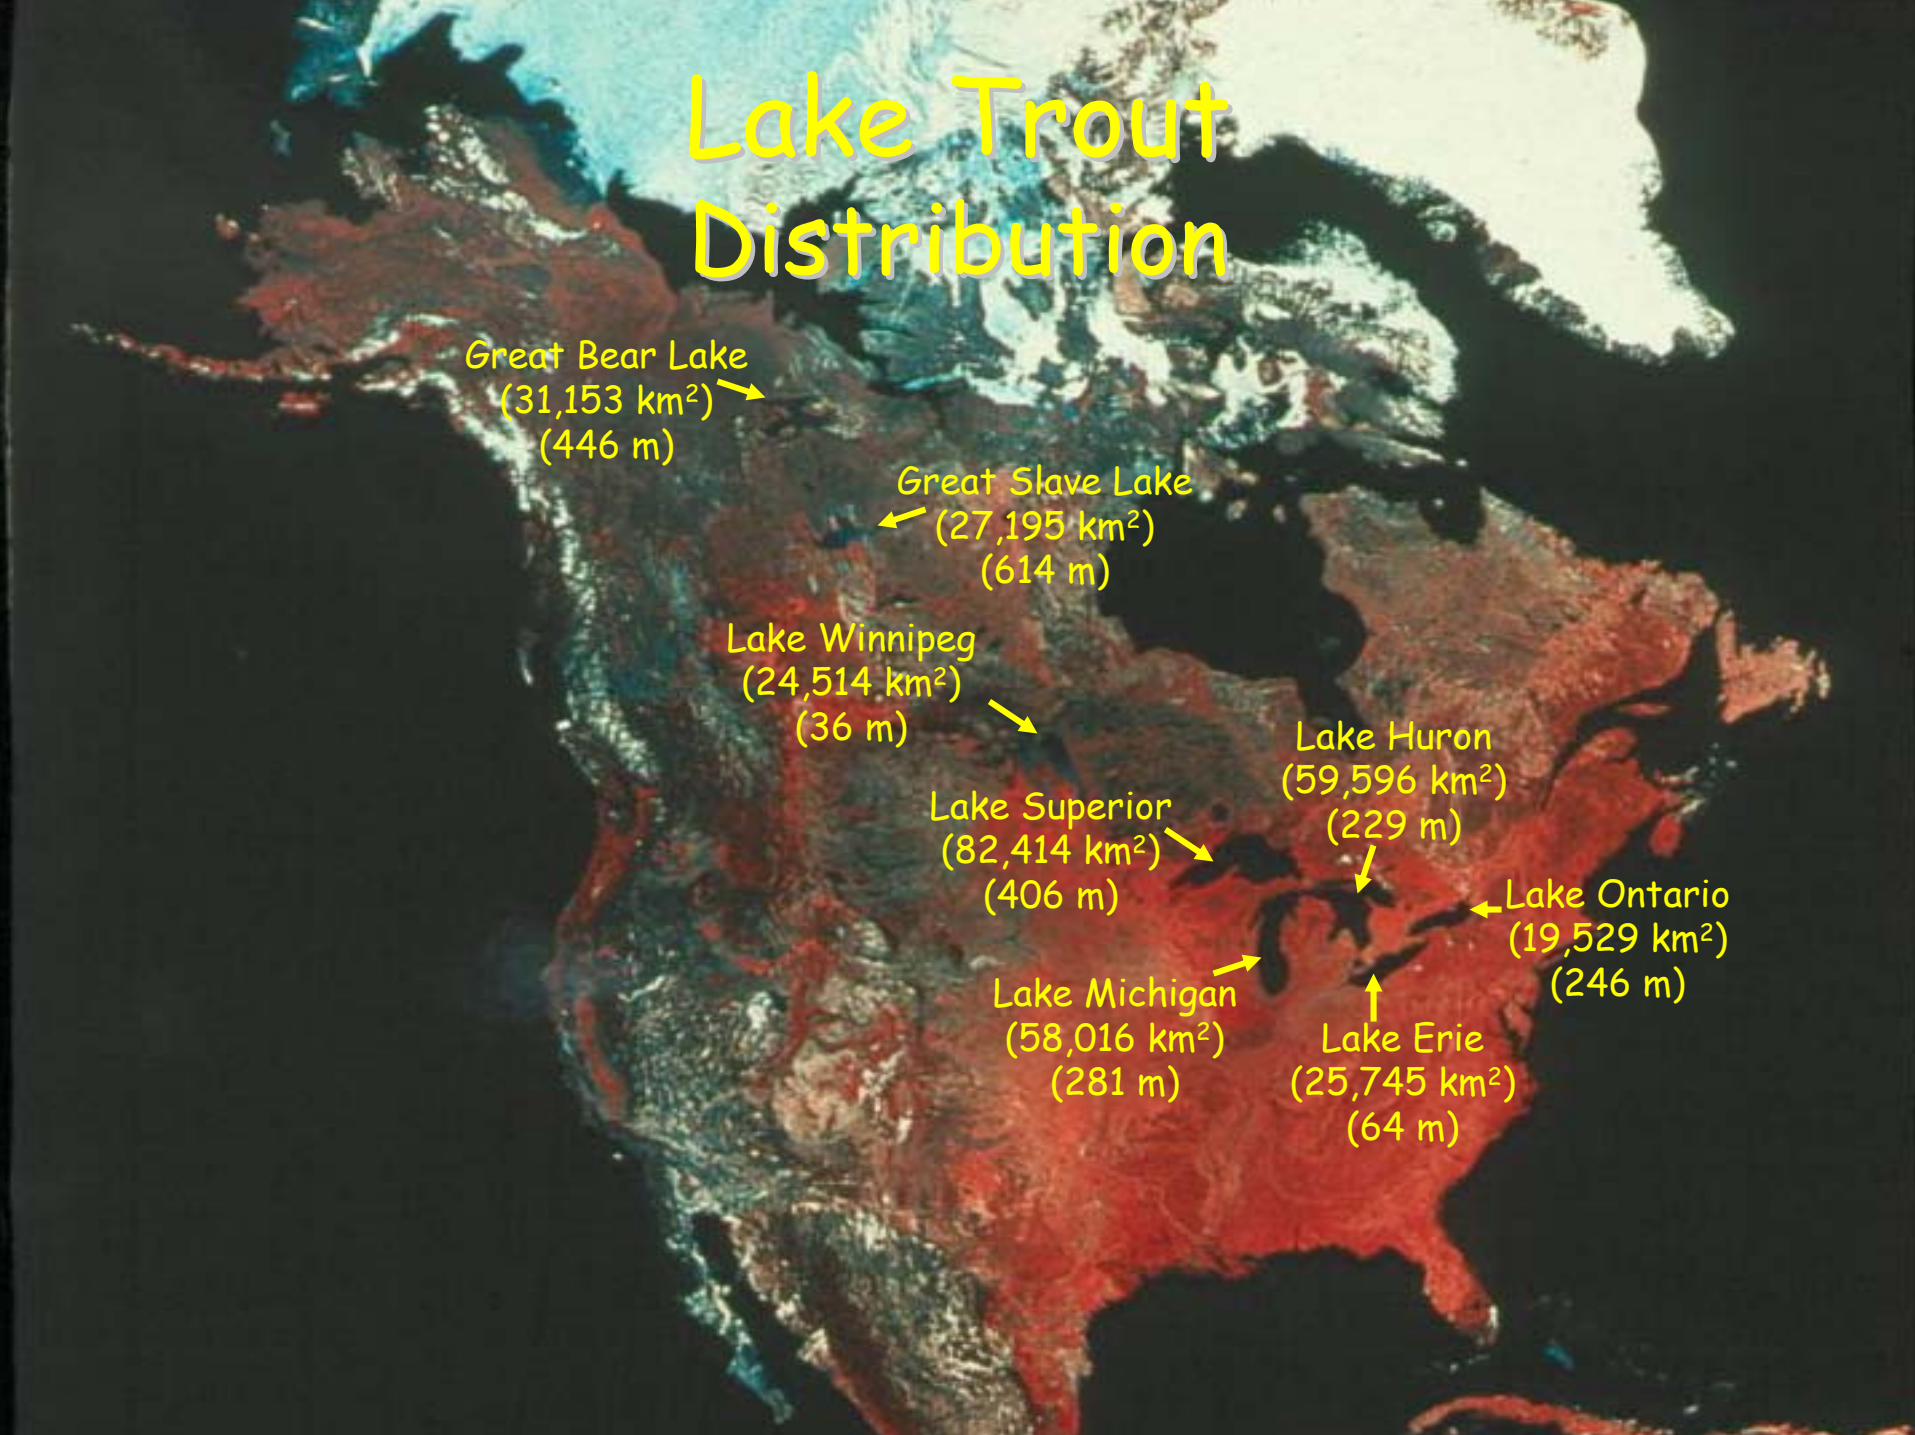 Lake Trout
Distribution
Great Bear Lake
(31,153 km²)
(446 m)
Great Slave Lake
(27,195 km²)
(614 m)
Lake Winnipeg
(24,514 km²)
(36 m)
Lake Huron
(59,596 km²)
(229 m)
Lake Superior
(82,414 km²)
(406 m)
Lake Ontario
(19,529 km²)
(246 m)
Lake Michigan
(58,016 km²)
(281 m)
Lake Erie
(25,745 km²)
(64 m)